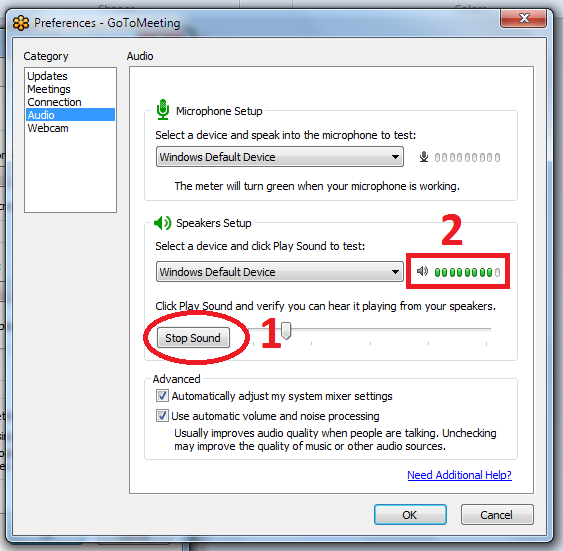 Preferences - GoToMeeting
Category
Audio
Updates
Meetings
Connection
Audio
Webcam
Microphone Setup
Select a device and speak into the microphone to test:
Windows Default Device
The meter will turn green when your microphone is working.
Speakers Setup
2
Select a device and click Play Sound to test:
Windows Default Device
Click Play Sound and verify you can hear it playing from your speakers.
Stop Sound
1
Advanced
Automatically adjust my system mixer settings
Use automatic volume and noise processing
Usually improves audio quality when people are talking. Unchecking
may improve the quality of music or other audio sources.
Need Additional Help?
OK
Cancel